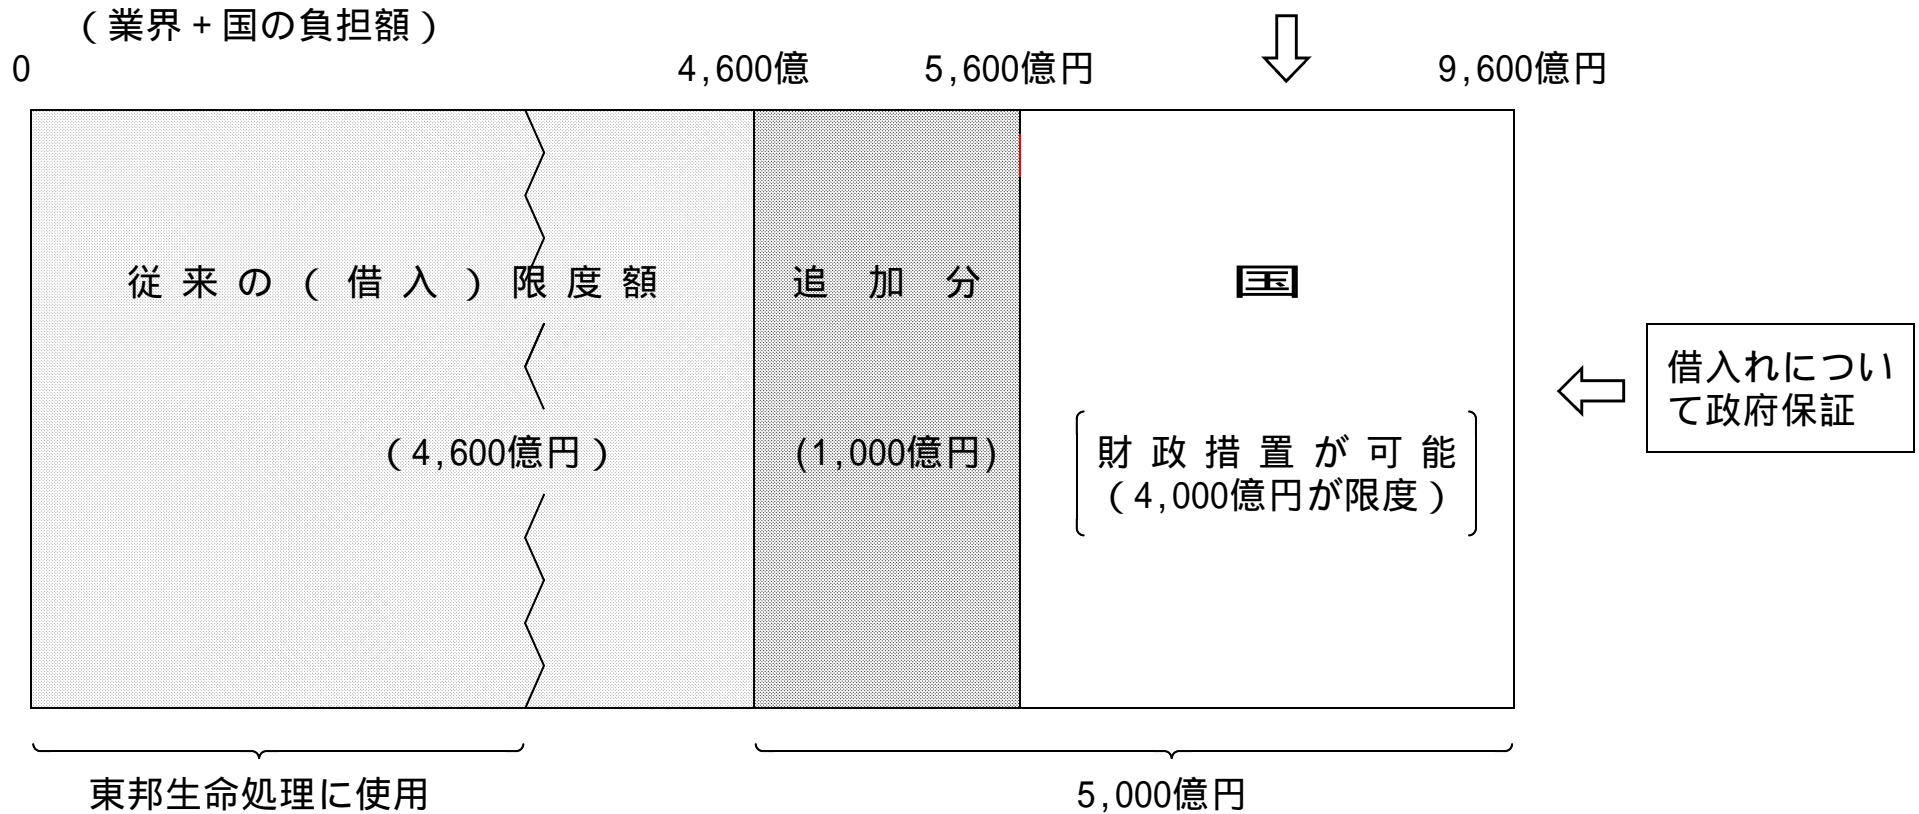 （業界＋国の負担額）
0 4,600億 5,600億円 9,600億円
従来の（借入）限度額 追加分 国
借入れについ
て政府保証
（4,600億円） (1,000億円) 財政措置が可能
（4,000億円が限度）
東邦生命処理に使用 5,000億円